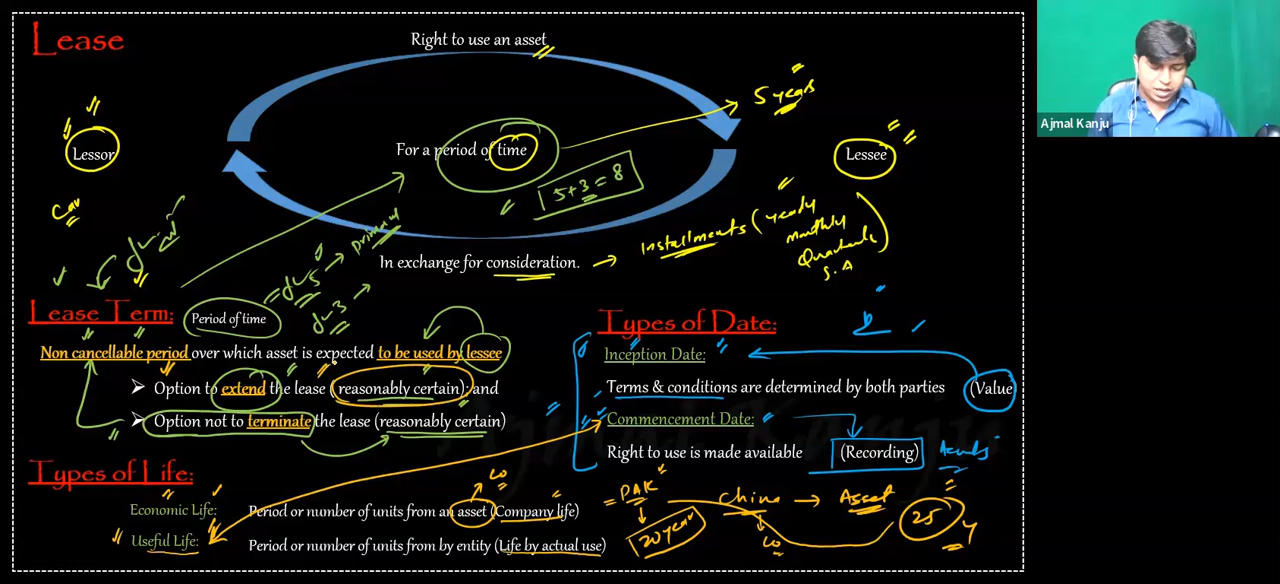 Lease
Right to use an asset
5 years
Ajmal Kanju
Lessor
For a period of time
Lessee
5+3=8
Car
primary
Installments (yearly
monthly
S.A
In exchange for consideration.
Lease Term:
Period of time
Non cancellable period over which asset is expected to be used by lessee
Option to extend the lease (reasonably certain); and
Option not to terminate the lease (reasonably certain)
Types of Date:
Inception Date:
Terms & conditions are determined by both parties (Value
Commencement Date:
Right to use is made available (Recording)
Types of Life:
Economic Life: Period or number of units from an asset (Company life)
Useful Life: Period or number of units from by entity (Life by actual use)
PAK China → Asset
20 year
25 y